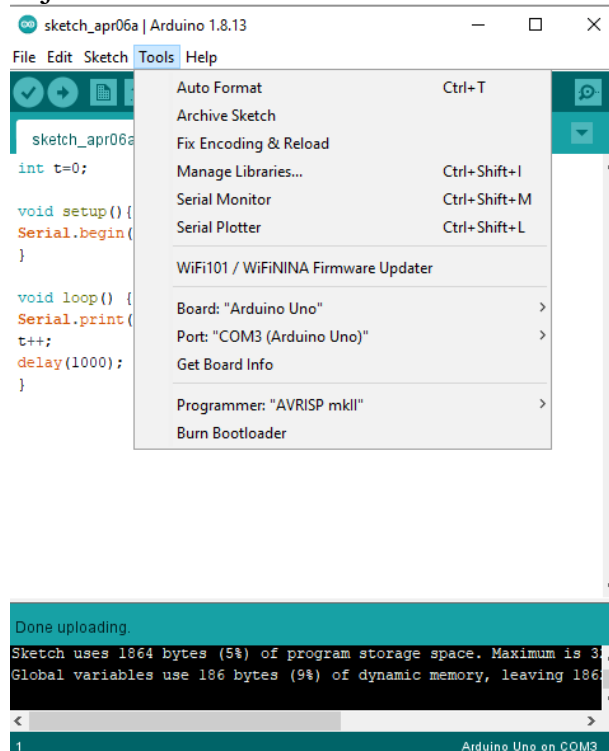 sketch_apr06a | Arduino 1.8.13
File Edit Sketch Tools Help
Auto Format Ctrl+T
Archive Sketch
Fix Encoding & Reload
Manage Libraries... Ctrl+Shift+I
Serial Monitor Ctrl+Shift+M
Serial Plotter Ctrl+Shift+L
WiFi101 / WiFiNINA Firmware Updater
Board: "Arduino Uno"
Port: "COM3 (Arduino Uno)"
Get Board Info
Programmer: "AVRISP mkII"
Burn Bootloader
sketch_apr06a
int t=0;
void setup(){
Serial.begin(
}
void loop() {
Serial.print(
t++;
delay(1000);
}
Done uploading.
Sketch uses 1864 bytes (5%) of program storage space. Maximum is 3
Global variables use 186 bytes (9%) of dynamic memory, leaving 186
1 Arduino Uno on COM3